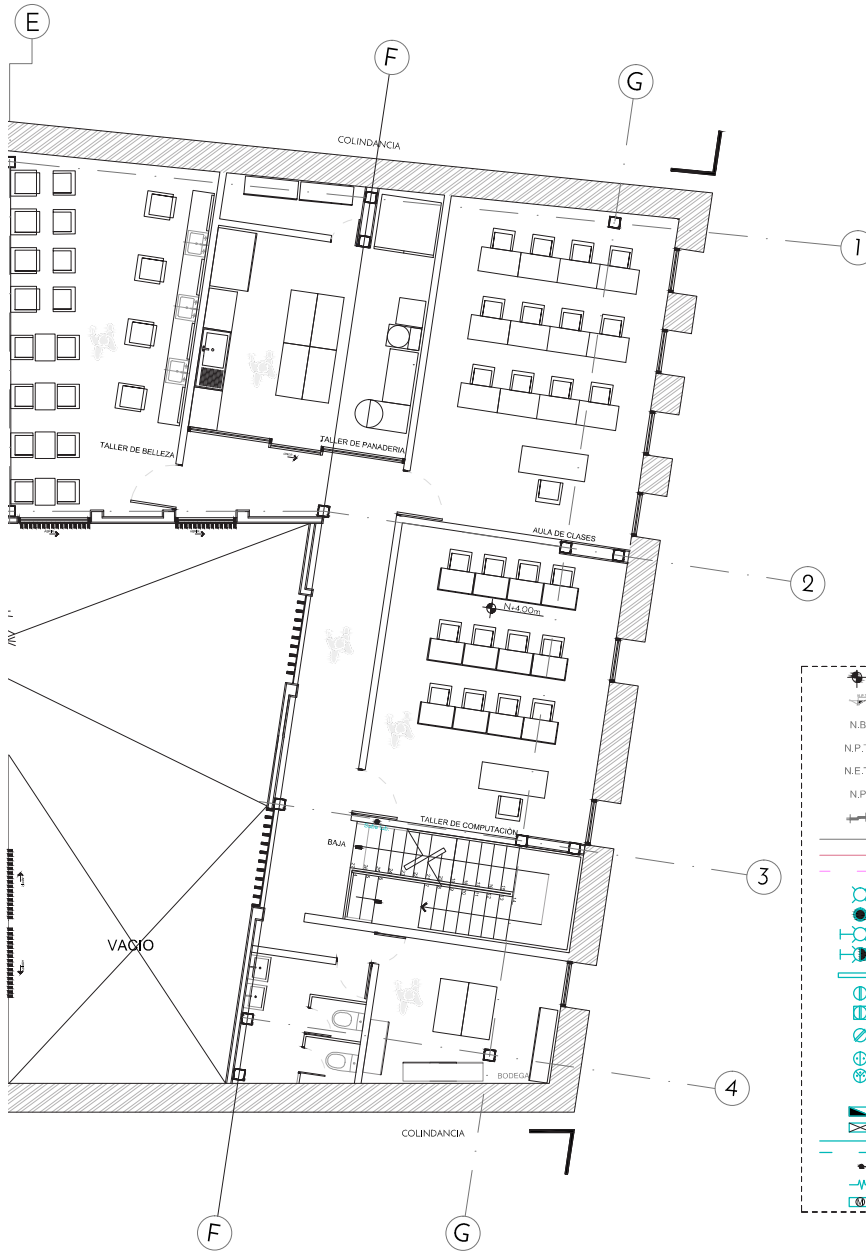 E
F
G
COLINDANCIA
1
TALLER DE BELLEZA
TALLER DE PANADERIA
AULA DE CLASES
2
N+4.00m
N.B
N.P.
N.E.
N.P
TALLER DE COMPUTACIÓN
BAJA
3
VACIO
BODEGA
4
COLINDANCIA
F
G